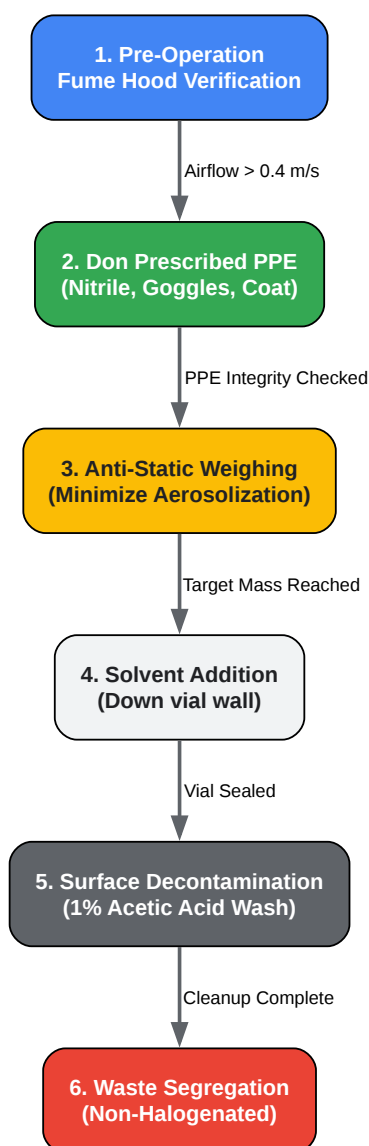 1. Pre-Operation
Fume Hood Verification
Airflow > 0.4 m/s
2. Don Prescribed PPE
(Nitrile, Goggles, Coat)
PPE Integrity Checked
3. Anti-Static Weighing
(Minimize Aerosolization)
Target Mass Reached
4. Solvent Addition
(Down vial wall)
Vial Sealed
5. Surface Decontamination
(1% Acetic Acid Wash)
Cleanup Complete
6. Waste Segregation
(Non-Halogenated)